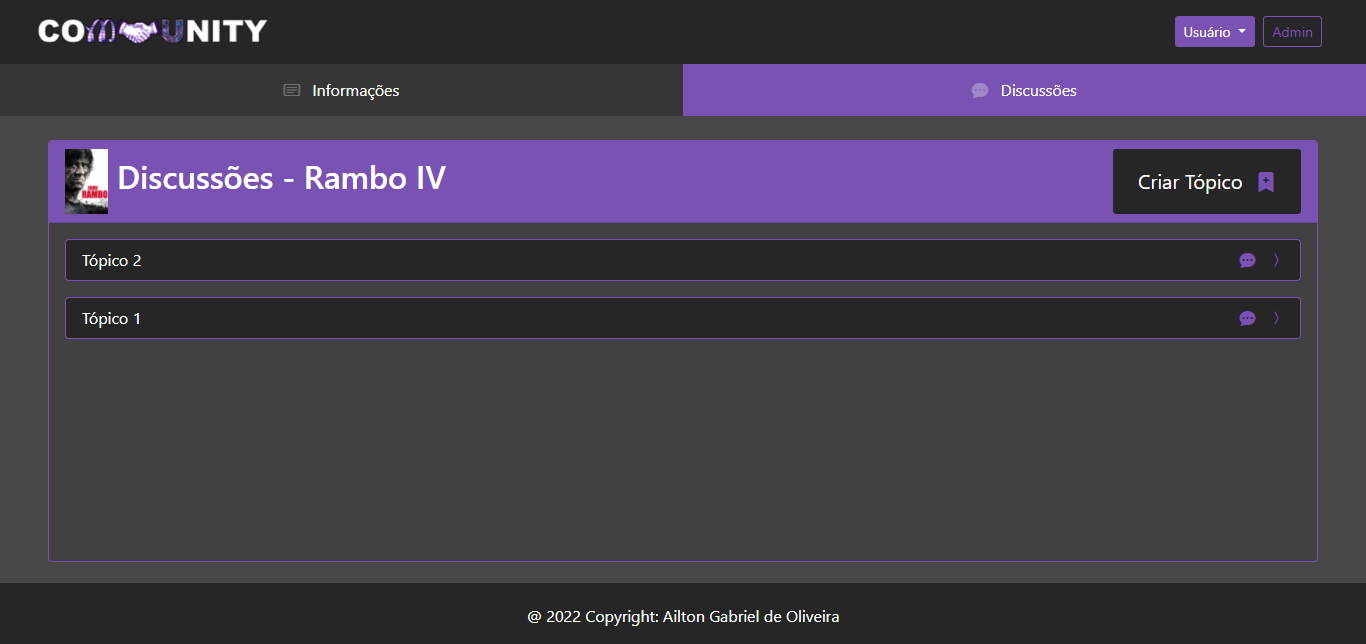 COMMUNITY
Usuário
Admin
Informações
Discussões
Discussões - Rambo IV
RAMBO
Criar Tópico
Tópico 2
Tópico 1
@ 2022 Copyright: Ailton Gabriel de Oliveira